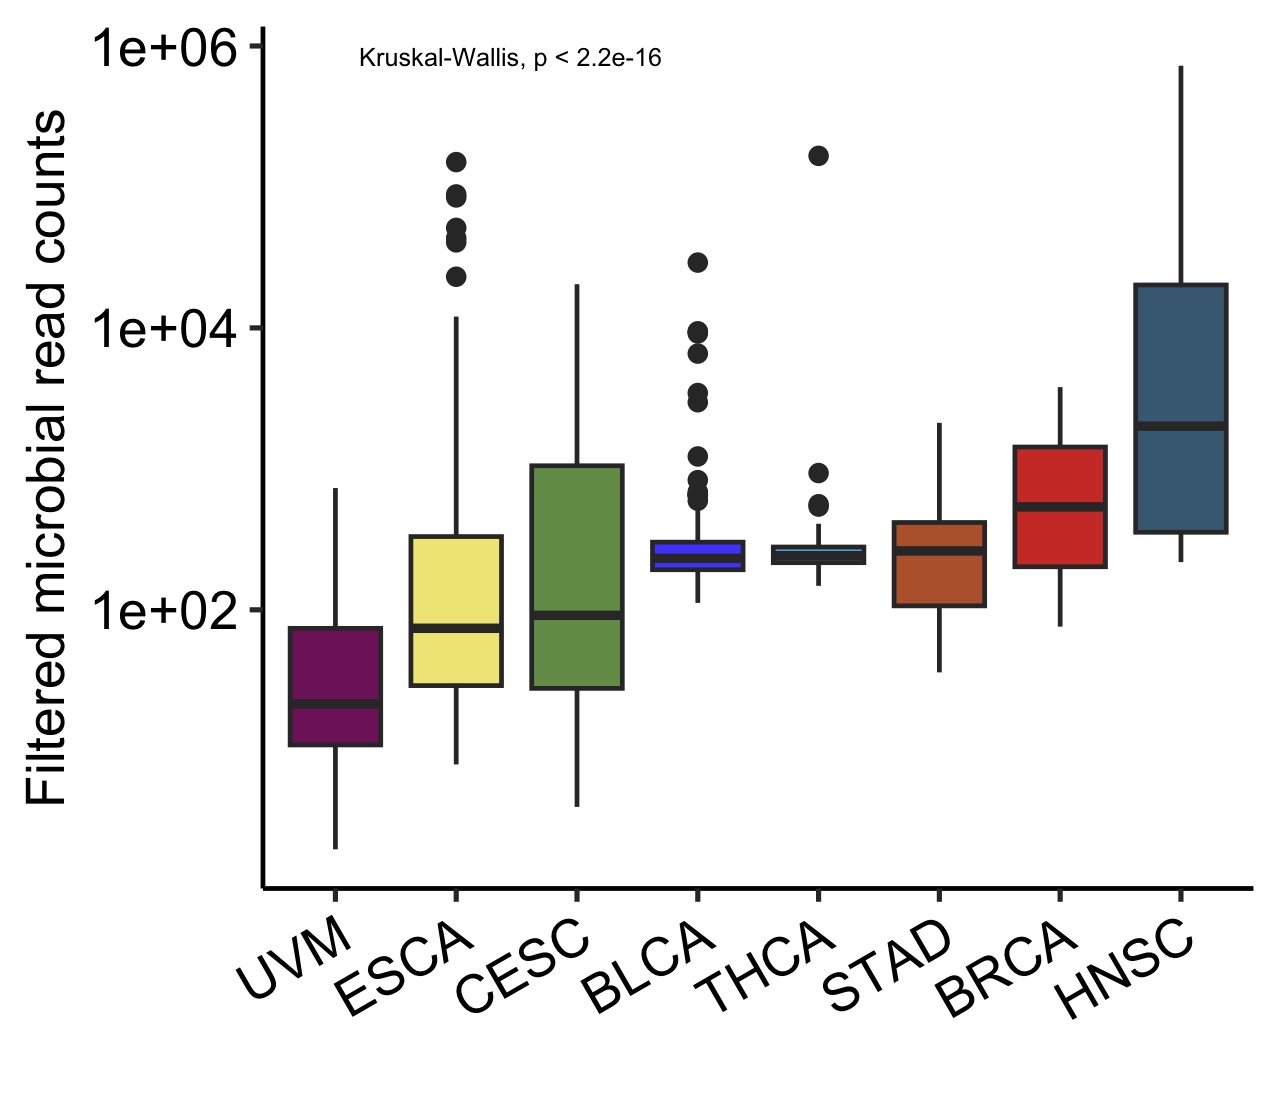 Kruskal-Wallis, p < 2.2e-16
Filtered microbial read counts
1e+06
1e+04
1e+02
UVM
ESCA
CESC
BLCA
THCA
STAD
BRCA
HNSC